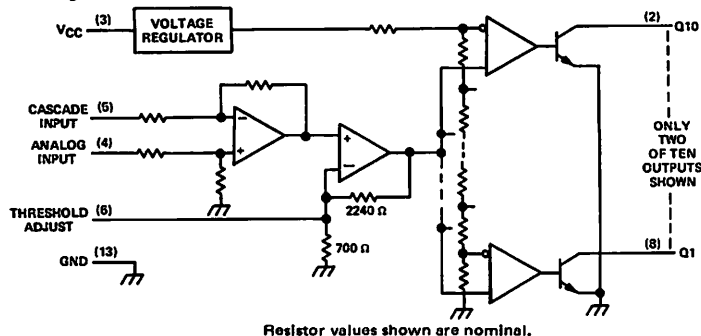 VCC (3)
VOLTAGE
REGULATOR
(2) Q10
CASCADE
INPUT (5)
ANALOG
INPUT (4)
THRESHOLD
ADJUST (6)
2240 Ω
700 Ω
GND (13)
ONLY
TWO
OF TEN
OUTPUTS
SHOWN
(8) Q1
Resistor values shown are nominal.